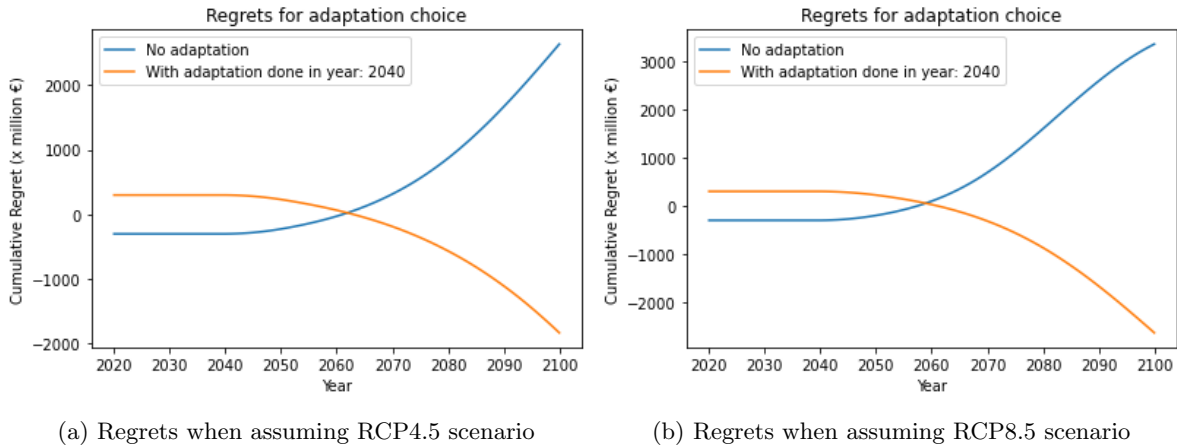 Regrets for adaptation choice
No adaptation
With adaptation done in year: 2040
Cumulative Regret (x million €)
2000
1000
0
−1000
−2000
2020 2030 2040 2050 2060 2070 2080 2090 2100
Year
(a) Regrets when assuming RCP4.5 scenario
Regrets for adaptation choice
No adaptation
With adaptation done in year: 2040
Cumulative Regret (x million €)
3000
2000
1000
0
−1000
−2000
2020 2030 2040 2050 2060 2070 2080 2090 2100
Year
(b) Regrets when assuming RCP8.5 scenario